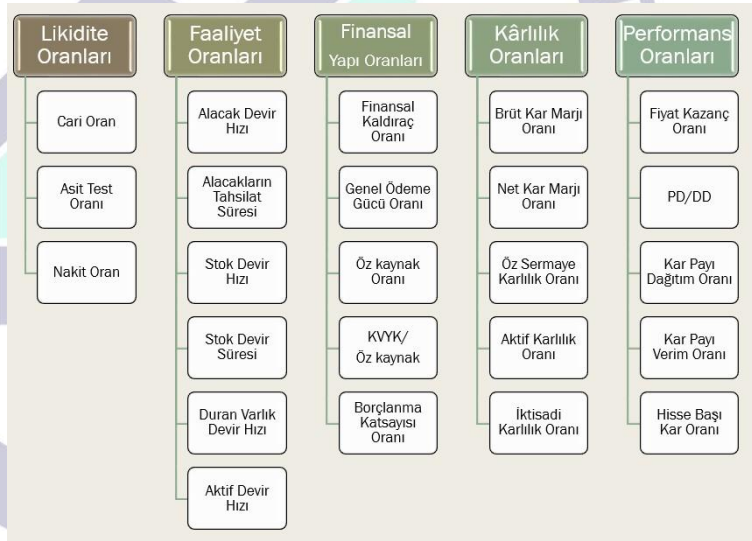 Likidite
Oranları
Cari Oran
Asit Test
Oranı
Nakit Oran
Faaliyet
Oranları
Alacak Devir
Hızı
Alacakların
Tahsilat
Süresi
Stok Devir
Hızı
Stok Devir
Süresi
Duran Varlık
Devir Hızı
Aktif Devir
Hızı
Finansal
Yapı Oranları
Finansal
Kaldıraç
Oranı
Genel Ödeme
Gücü Oranı
Öz kaynak
Oranı
KVYK/
Öz kaynak
Borçlanma
Katsayısı
Oranı
Kârlılık
Oranları
Brüt Kar Marjı
Oranı
Net Kar Marjı
Oranı
Öz Sermaye
Karlılık Oranı
Aktif Karlılık
Oranı
İktisadi
Karlılık Oranı
Performans
Oranları
Fiyat Kazanç
Oranı
PD/DD
Kar Payı
Dağıtım Oranı
Kar Payı
Verim Oranı
Hisse Başı
Kar Oranı